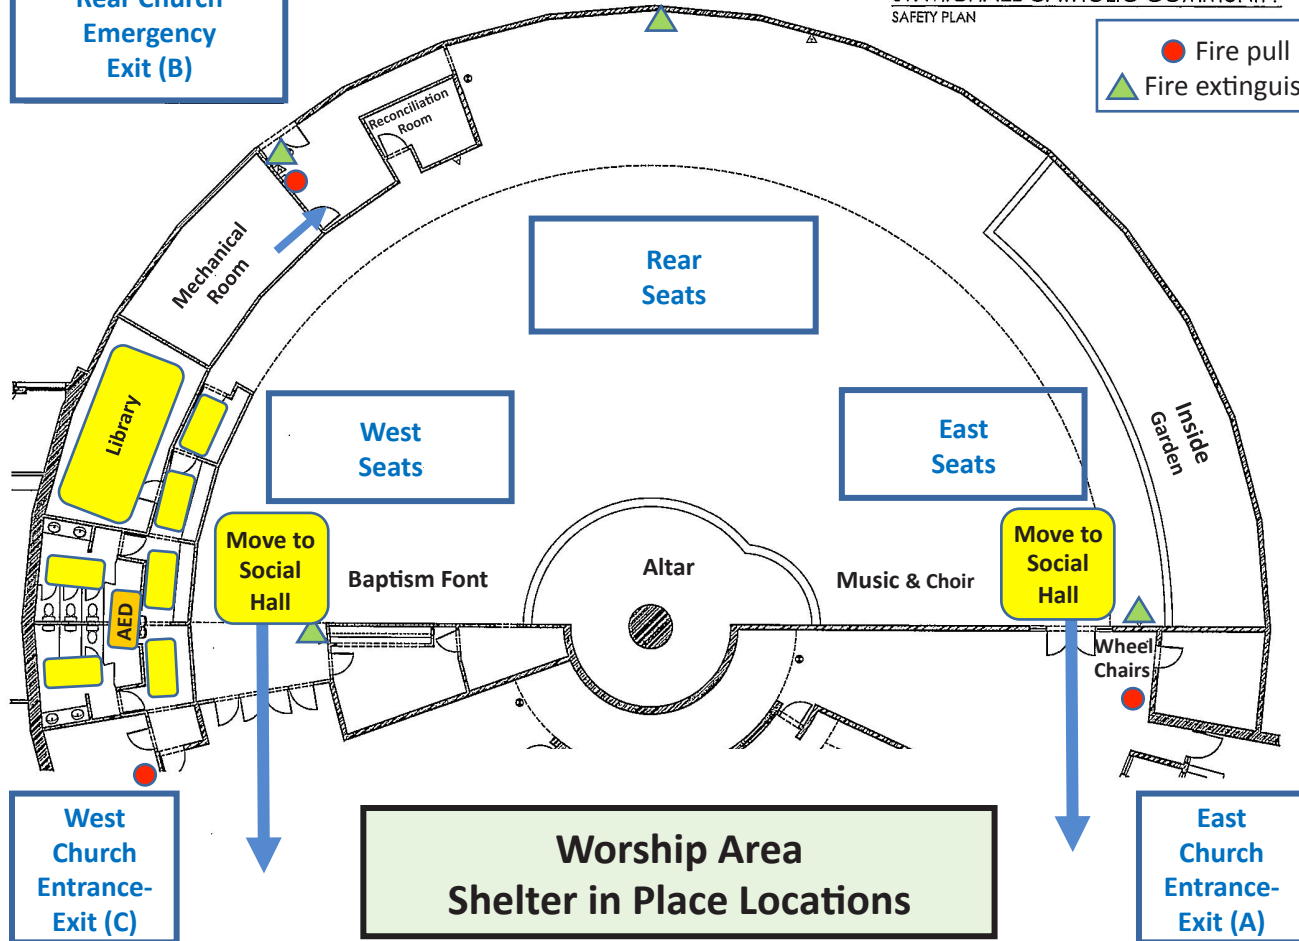 Rear Church
Emergency
Exit (B)
SAFETY PLAN
Fire pull
Fire extinguis
Reconciliation
Room
Mechanical
Room
Rear
Seats
Library
West
Seats
East
Seats
Inside
Garden
Move to
Social
Hall
Baptism Font
Altar
Music & Choir
Move to
Social
Hall
AED
Wheel
Chairs
West
Church
Entrance-
Exit (C)
Worship Area
Shelter in Place Locations
East
Church
Entrance-
Exit (A)